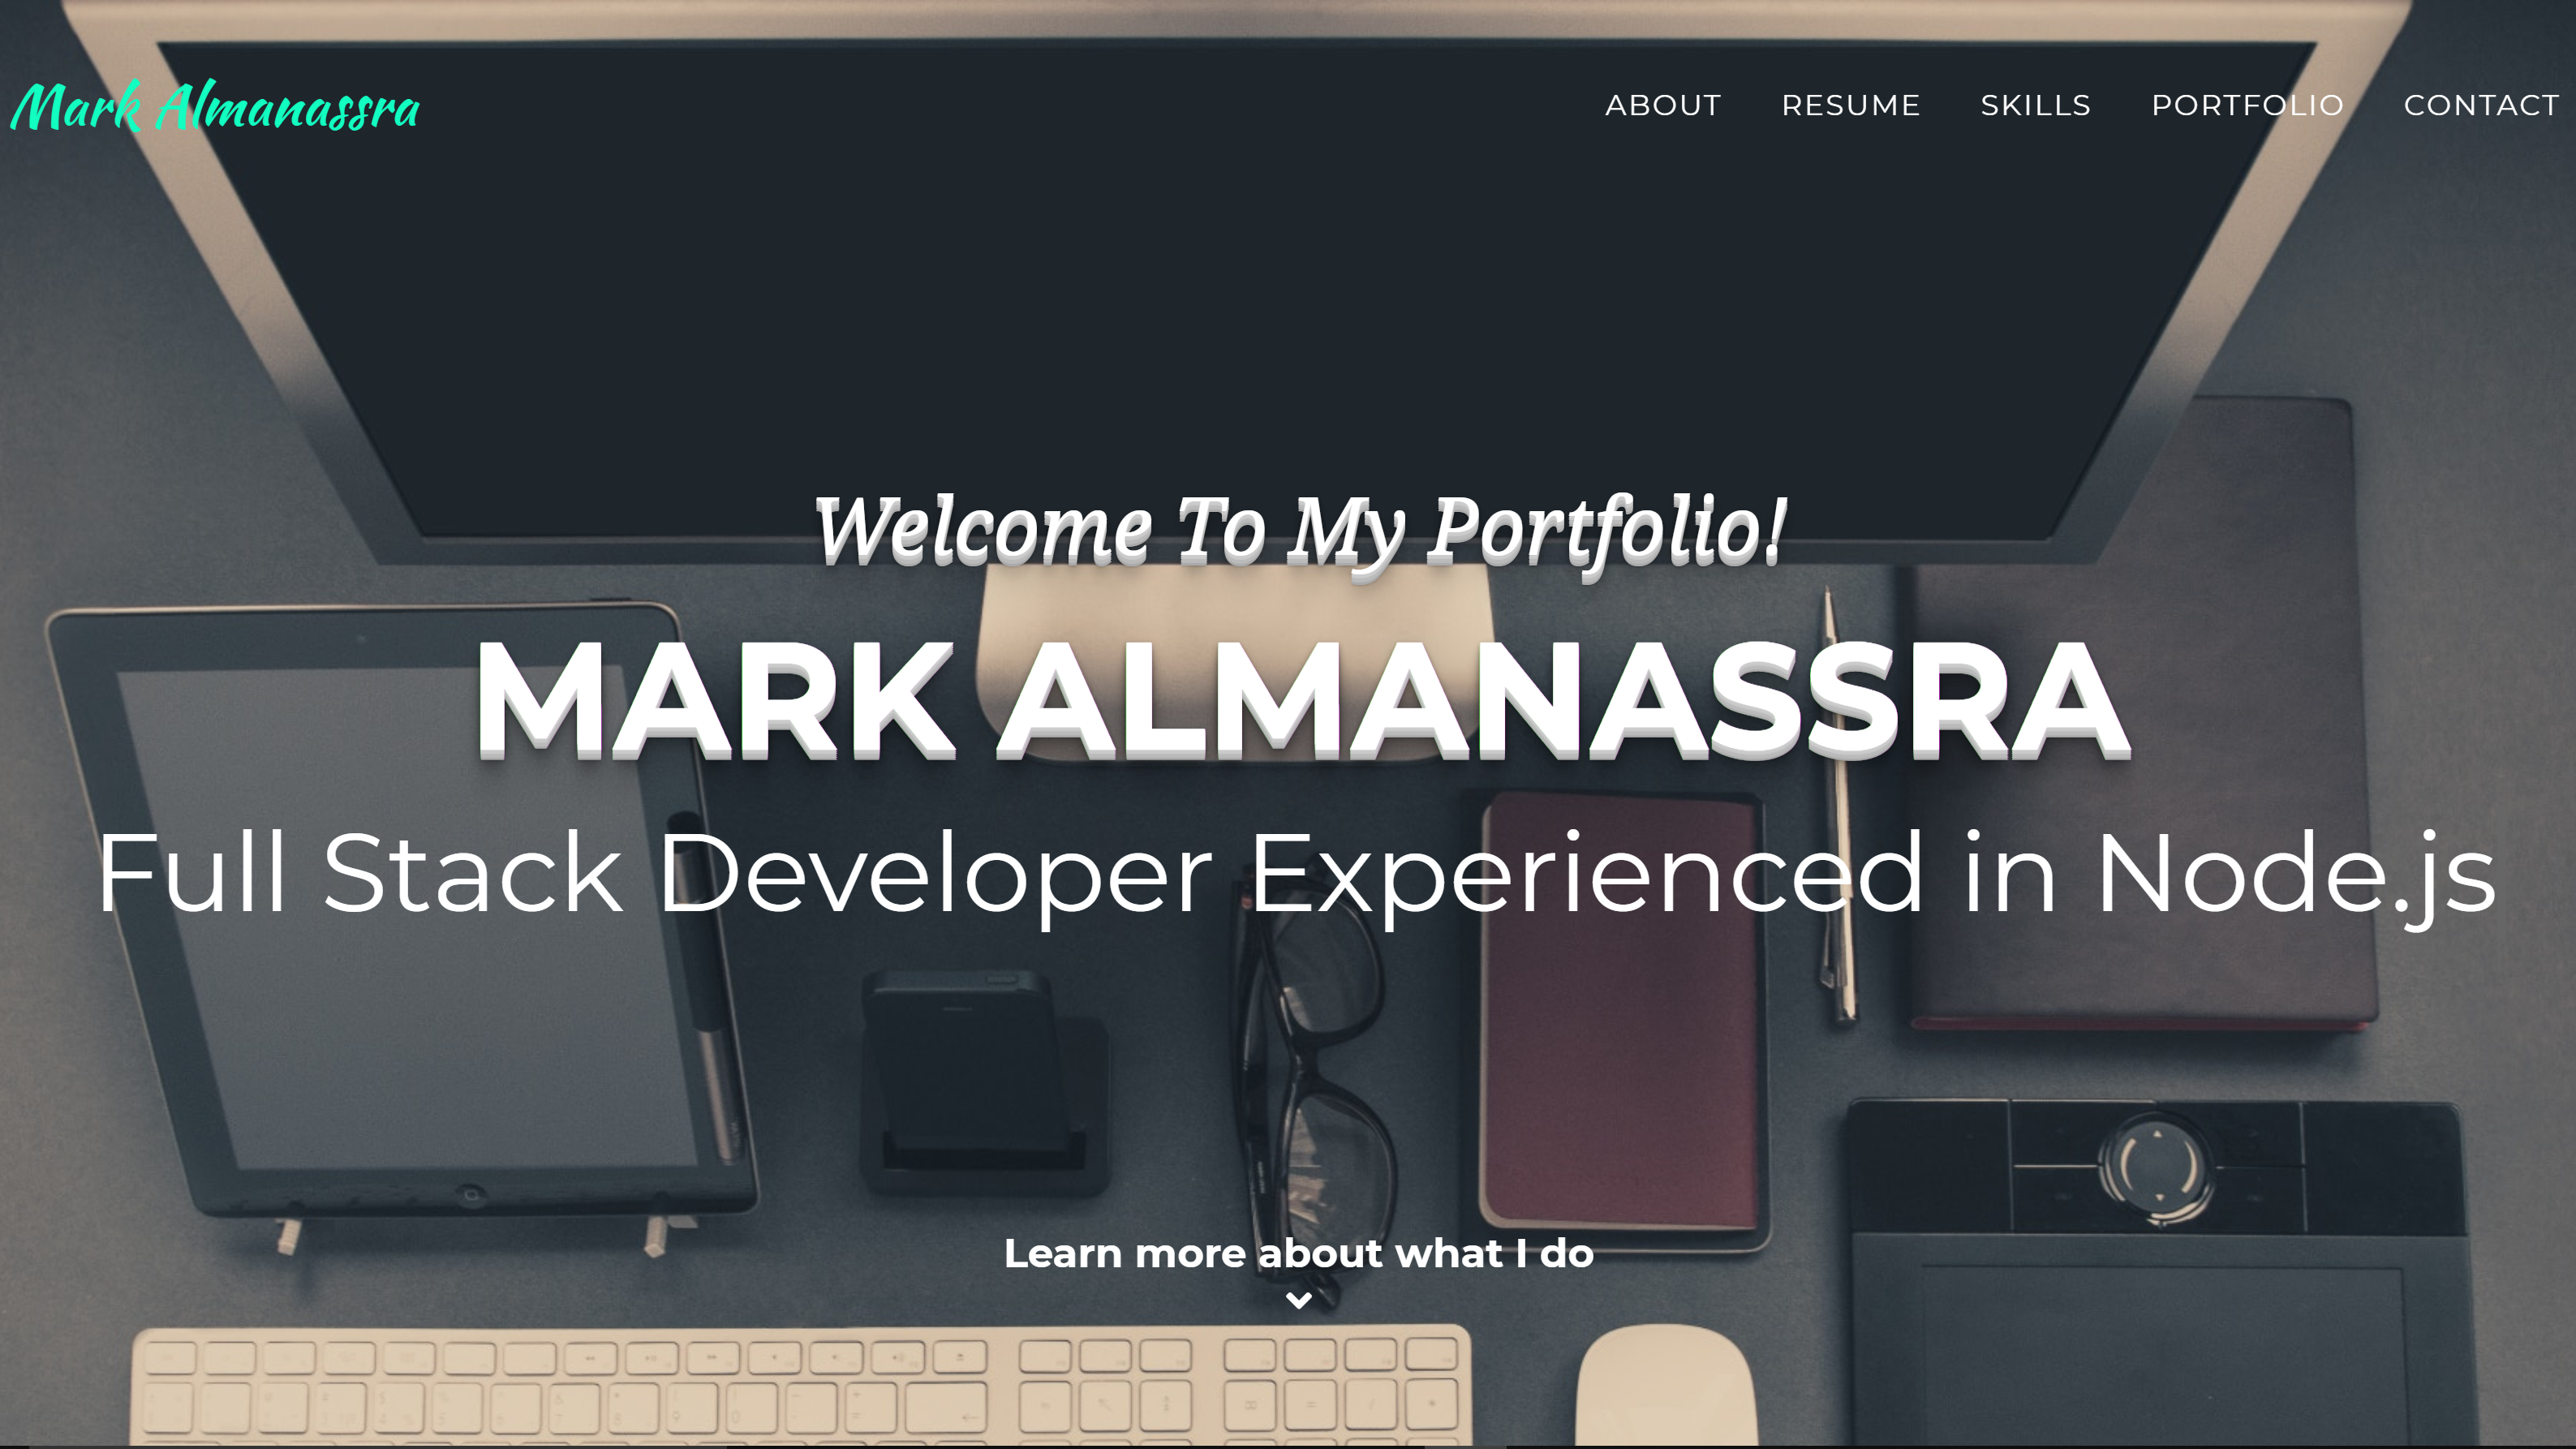 Mark Almanassra
ABOUT RESUME SKILLS PORTFOLIO CONTACT
Welcome To My Portfolio!
MARK ALMANASSRA
Full Stack Developer Experienced in Node.js
Learn more about what I do